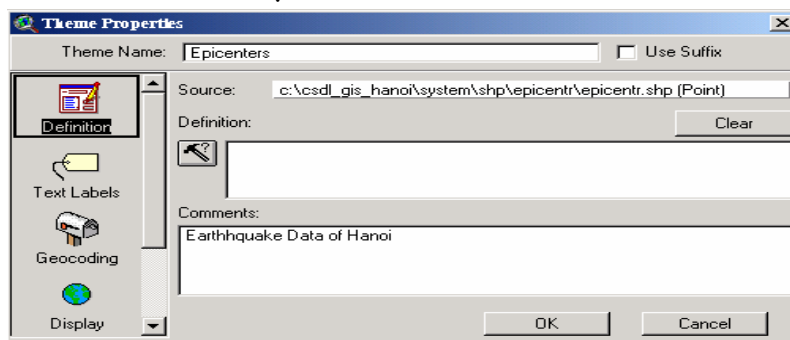 Theme Properties
Theme Name: Epicenters Use Suffix
Definition
Text Labels
Geocoding
Display
Source: c:\csdl_gis_hanoi\system\shp\epicentr\epicentr.shp (Point)
Definition: Clear
Comments:
Earthhquake Data of Hanoi
OK Cancel